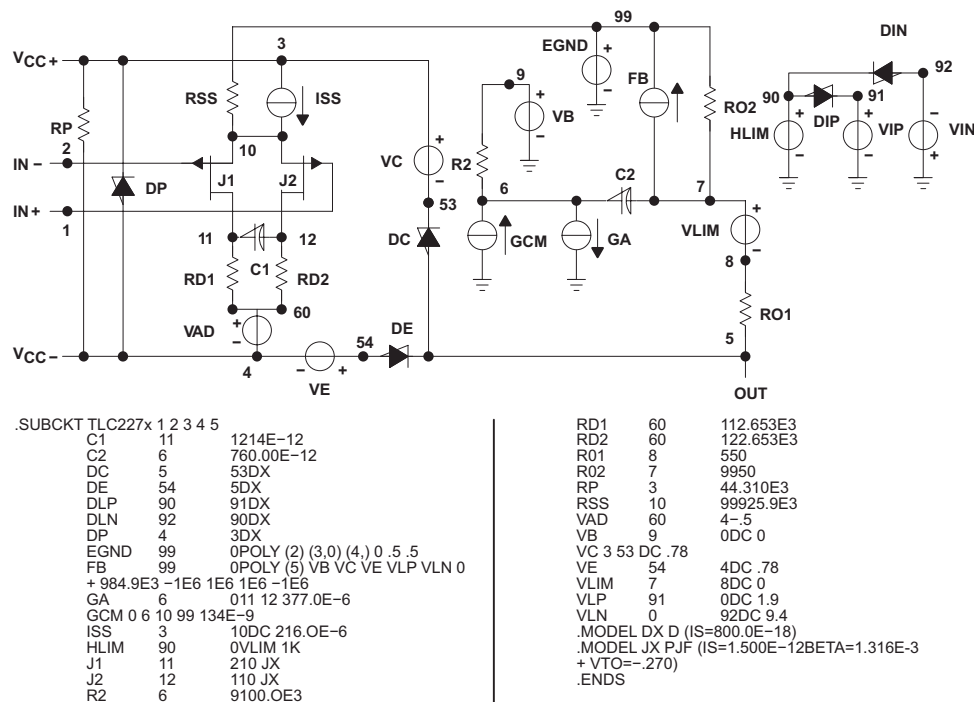 99
DIN
3
EGND
92
VCC+
9
FB
RSS
ISS
RO2
90
91
RP
VB
HLIM
DIP
VIP
VIN
2
10
IN −
VC
R2
C2
J1
J2
DP
6
7
IN+
53
1
11
12
DC
GCM
GA
VLIM
C1
8
RD1
RD2
60
RO1
VAD
DE
5
54
VCC−
4
VE
OUT
.SUBCKT TLC227x 1 2 3 4 5
C1 11 1214E−12
C2 6 760.00E−12
DC 5 53DX
DE 54 5DX
DLP 90 91DX
DLN 92 90DX
DP 4 3DX
EGND 99 0POLY (2) (3,0) (4,) 0 .5 .5
FB 99 0POLY (5) VB VC VE VLP VLN 0
+ 984.9E3 −1E6 1E6 1E6 −1E6
GA 6 011 12 377.0E−6
GCM 0 6 10 99 134E−9
ISS 3 10DC 216.OE−6
HLIM 90 0VLIM 1K
J1 11 210 JX
J2 12 110 JX
R2 6 9100.OE3
RD1 60 112.653E3
RD2 60 122.653E3
R01 8 550
R02 7 9950
RP 3 44.310E3
RSS 10 99925.9E3
VAD 60 4−.5
VB 9 0DC 0
VC 3 53 DC .78
VE 54 4DC .78
VLIM 7 8DC 0
VLP 91 0DC 1.9
VLN 0 92DC 9.4
.MODEL DX D (IS=800.0E−18)
.MODEL JX PJF (IS=1.500E−12BETA=1.316E-3
+ VTO=−.270)
.ENDS